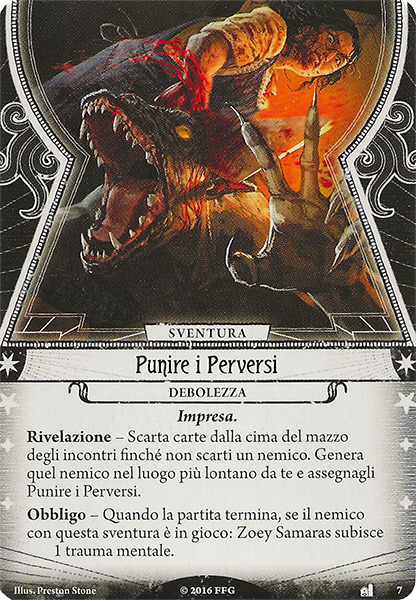 SVENTURA
Punire i Perversi
DEBOLEZZA
Impresa.
Rivelazione – Scarta carte dalla cima del mazzo
degli incontri finché non scarti un nemico. Genera
quel nemico nel luogo più lontano da te e assegnagli
Punire i Perversi.
Obbligo – Quando la partita termina, se il nemico
con questa sventura è in gioco: Zoey Samaras subisce
1 trauma mentale.
Illus. Preston Stone
© 2016 FFG
7